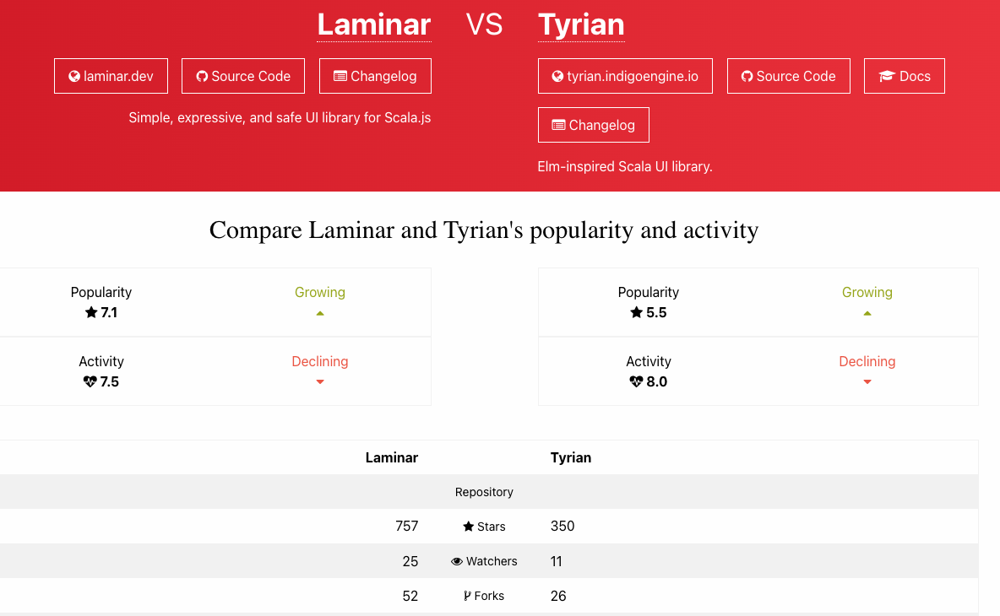 Laminar VS Tyrian
laminar.dev Source Code Changelog
Simple, expressive, and safe UI library for Scala.js
tyrian.indigoengine.io Source Code Docs
Changelog
Elm-inspired Scala UI library.
Compare Laminar and Tyrian's popularity and activity
Popularity Growing
7.1
Activity Declining
7.5
Popularity Growing
5.5
Activity Declining
8.0
Laminar Tyrian
Repository
757 Stars 350
25 Watchers 11
52 Forks 26